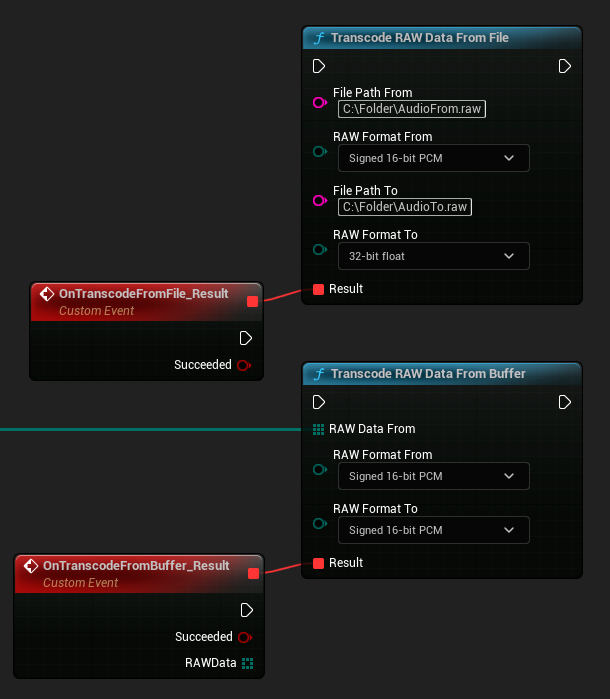 Transcode RAW Data From File
File Path From
C:\Folder\AudioFrom.raw
RAW Format From
Signed 16-bit PCM
File Path To
C:\Folder\AudioTo.raw
RAW Format To
32-bit float
Result
OnTranscodeFromFile_Result
Custom Event
Succeeded
Transcode RAW Data From Buffer
RAW Data From
RAW Format From
Signed 16-bit PCM
RAW Format To
Signed 16-bit PCM
Result
OnTranscodeFromBuffer_Result
Custom Event
Succeeded
RAWData